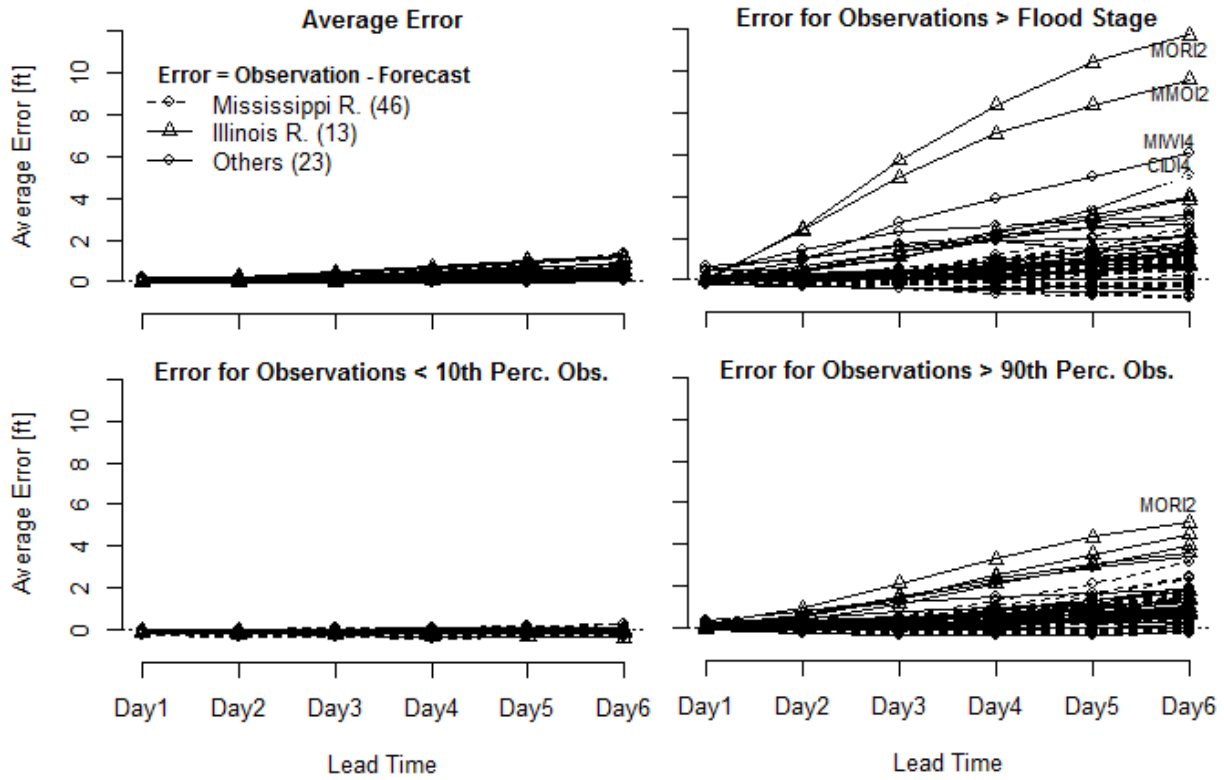 Average Error
Error for Observations > Flood Stage
Average Error [ft]
10
8
6
4
2
0
Error = Observation - Forecast
Mississippi R. (46)
Illinois R. (13)
Others (23)
MORI2
MMOI2
MIWI4
CIDI4
Error for Observations < 10th Perc. Obs.
Error for Observations > 90th Perc. Obs.
Average Error [ft]
10
8
6
4
2
0
MORI2
Day1 Day2 Day3 Day4 Day5 Day6
Day1 Day2 Day3 Day4 Day5 Day6
Lead Time
Lead Time